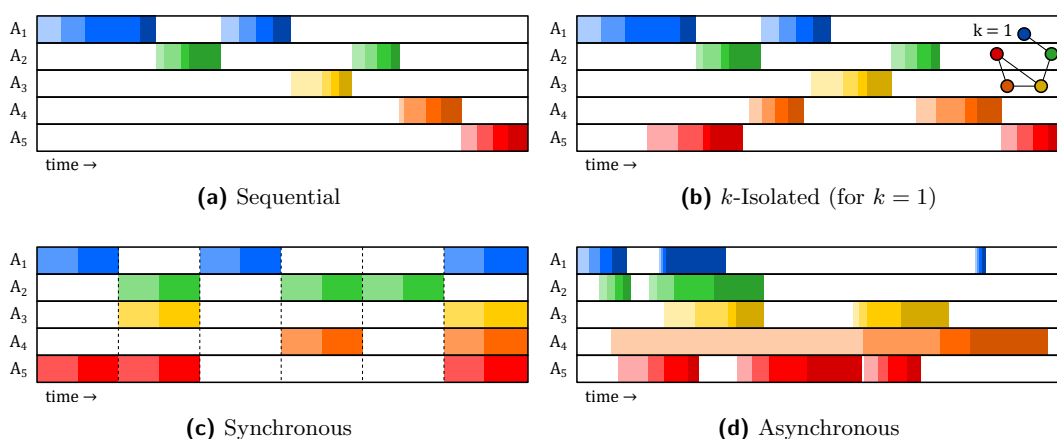 A1
A2
A3
A4
A5
time →
(a) Sequential
A1
A2
A3
A4
A5
k = 1
time →
(b) k-Isolated (for k = 1)
A1
A2
A3
A4
A5
time →
(c) Synchronous
A1
A2
A3
A4
A5
time →
(d) Asynchronous